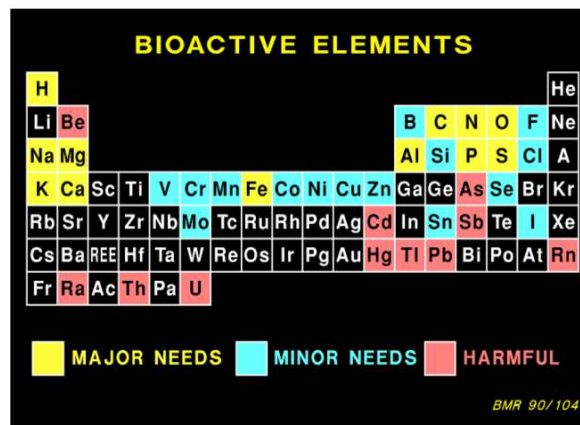 BIOACTIVE ELEMENTS
H He
Li Be B C N O F Ne
Na Mg Al Si P S Cl A
K Ca Sc Ti V Cr Mn Fe Co Ni Cu Zn Ga Ge As Se Br Kr
Rb Sr Y Zr Nb Mo Tc Ru Rh Pd Ag Cd In Sn Sb Te I Xe
Cs Ba REE Hf Ta W Re Os Ir Pg Au Hg Tl Pb Bi Po At Rn
Fr Ra Ac Th Pa U
MAJOR NEEDS MINOR NEEDS HARMFUL
BMR 90/104